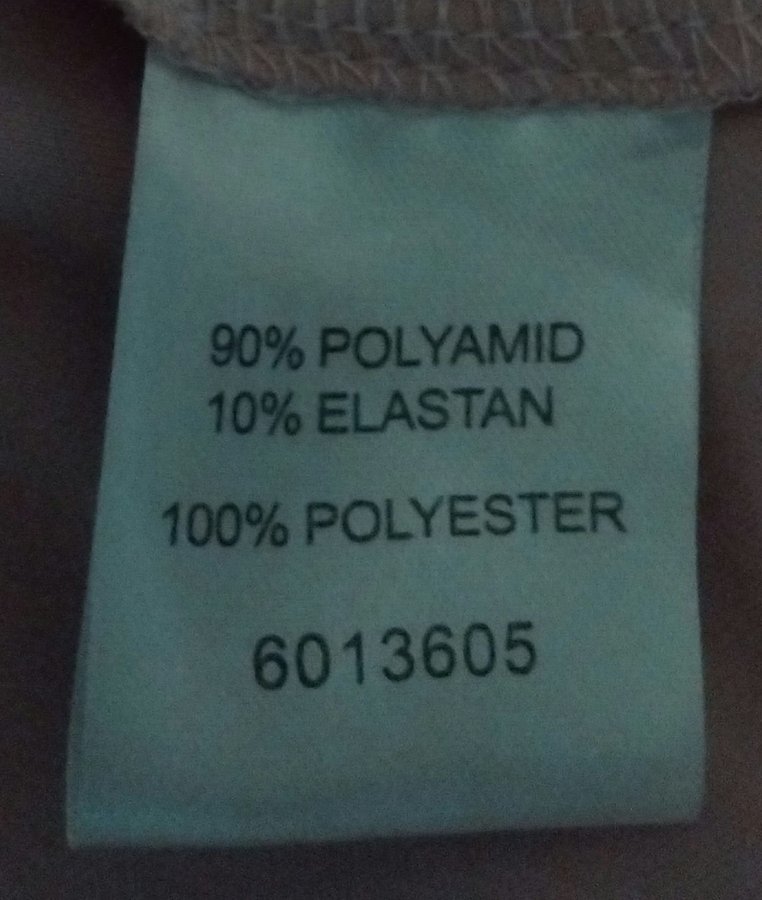 90% POLYAMID
10% ELASTAN
100% POLYESTER
6013605